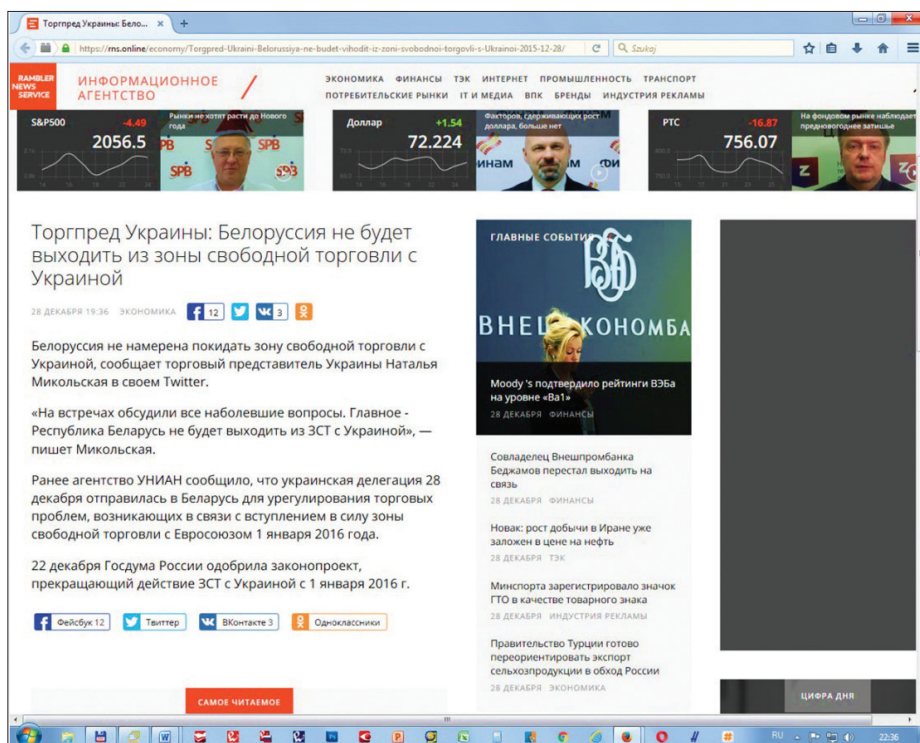 Торгпред Украины: Бело...
https://rns.online/economy/Torgpred-Ukraini-Belorussiya-ne-budet-vihodit-iz-zoni-svobodnoi-torgovli-s-Ukrainoi-2015-12-28/
Szukaj
RAMBLER
NEWS
SERVICE
ИНФОРМАЦИОННОЕ
АГЕНТСТВО
ЭКОНОМИКА ФИНАНСЫ ТЭК ИНТЕРНЕТ ПРОМЫШЛЕННОСТЬ ТРАНСПОРТ
ПОТРЕБИТЕЛЬСКИЕ РЫНКИ IT И МЕДИА ВПК БРЕНДЫ ИНДУСТРИЯ РЕКЛАМЫ
S&P500 -4.49
2056.5
Рынки не хотят расти до Нового
года
SPB
SPB
SPB
Доллар +1.54
72.224
Факторов, сдерживающих рост
доллара, больше нет
инам
РТС -16.87
756.07
На фондовом рынке наблюдает
предновогоднее затишье
Торгпред Украины: Белоруссия не будет
выходить из зоны свободной торговли с
Украиной
28 ДЕКАБРЯ 19:36 ЭКОНОМИКА 12 3
Белоруссия не намерена покидать зону свободной торговли с
Украиной, сообщает торговый представитель Украины Наталья
Микольская в своем Twitter.
«На встречах обсудили все наболевшие вопросы. Главное -
Республика Беларусь не будет выходить из ЗСТ с Украиной», —
пишет Микольская.
Ранее агентство УНИАН сообщило, что украинская делегация 28
декабря отправилась в Беларусь для урегулирования торговых
проблем, возникающих в связи с вступлением в силу зоны
свободной торговли с Евросоюзом 1 января 2016 года.
22 декабря Госдума России одобрила законопроект,
прекращающий действие ЗСТ с Украиной с 1 января 2016 г.
Фейсбук 12 Твиттер ВКонтакте 3 Одноклассники
САМОЕ ЧИТАЕМОЕ
ГЛАВНЫЕ СОБЫТИЯ
ВНЕШ КОНОМБА
Moody 's подтвердило рейтинги ВЭБа
на уровне «Ba1»
28 ДЕКАБРЯ ФИНАНСЫ
Совладелец Внешпромбанка
Беджамов перестал выходить на
связь
28 ДЕКАБРЯ ФИНАНСЫ
Новак: рост добычи в Иране уже
заложен в цене на нефть
28 ДЕКАБРЯ ТЭК
Минспорта зарегистрировало значок
ГТО в качестве товарного знака
28 ДЕКАБРЯ ИНДУСТРИЯ РЕКЛАМЫ
Правительство Турции готово
переориентировать экспорт
сельхозпродукции в обход России
28 ДЕКАБРЯ ЭКОНОМИКА
ЦИФРА ДНЯ
RU 22:36